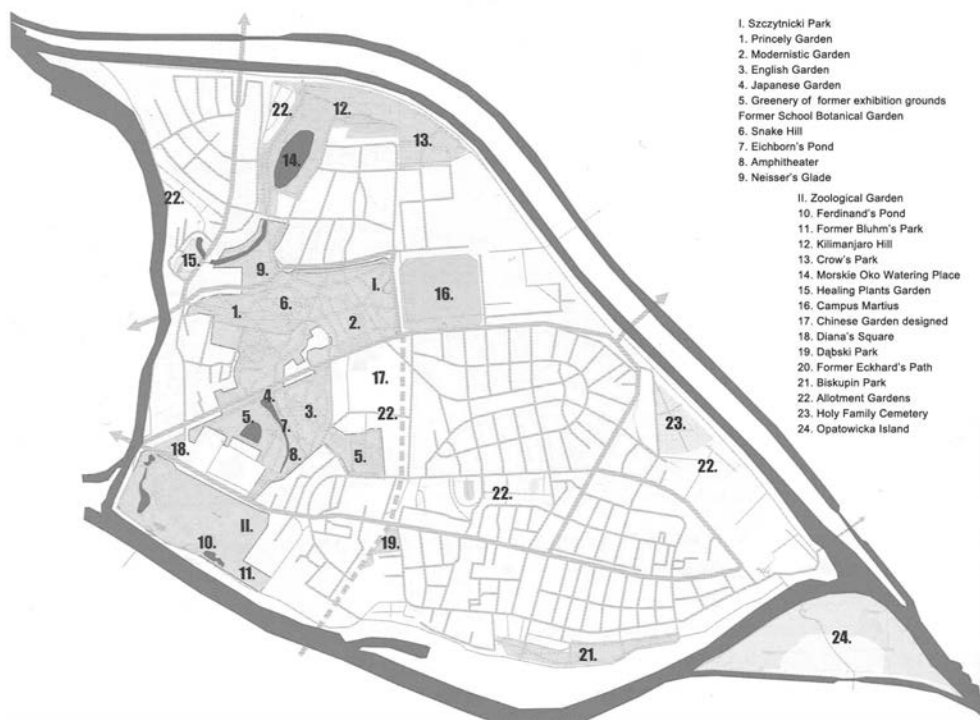 I. Szczytnicki Park
1. Princely Garden
2. Modernistic Garden
3. English Garden
4. Japanese Garden
5. Greenery of former exhibition grounds
Former School Botanical Garden
6. Snake Hill
7. Eichborn's Pond
8. Amphitheater
9. Neisser's Glade
II. Zoological Garden
10. Ferdinand's Pond
11. Former Bluhm's Park
12. Kilimanjaro Hill
13. Crow's Park
14. Morskie Oko Watering Place
15. Healing Plants Garden
16. Campus Martius
17. Chinese Garden designed
18. Diana's Square
19. Dąbski Park
20. Former Eckhard's Path
21. Biskupin Park
22. Allotment Gardens
23. Holy Family Cemetery
24. Opatowicka Island
22.
12.
13.
14.
22.
15.
9.
I.
16.
1.
6.
2.
17.
4.
3.
22.
5.
7.
23.
18.
8.
5.
22.
22.
II.
10.
19.
11.
24.
21.